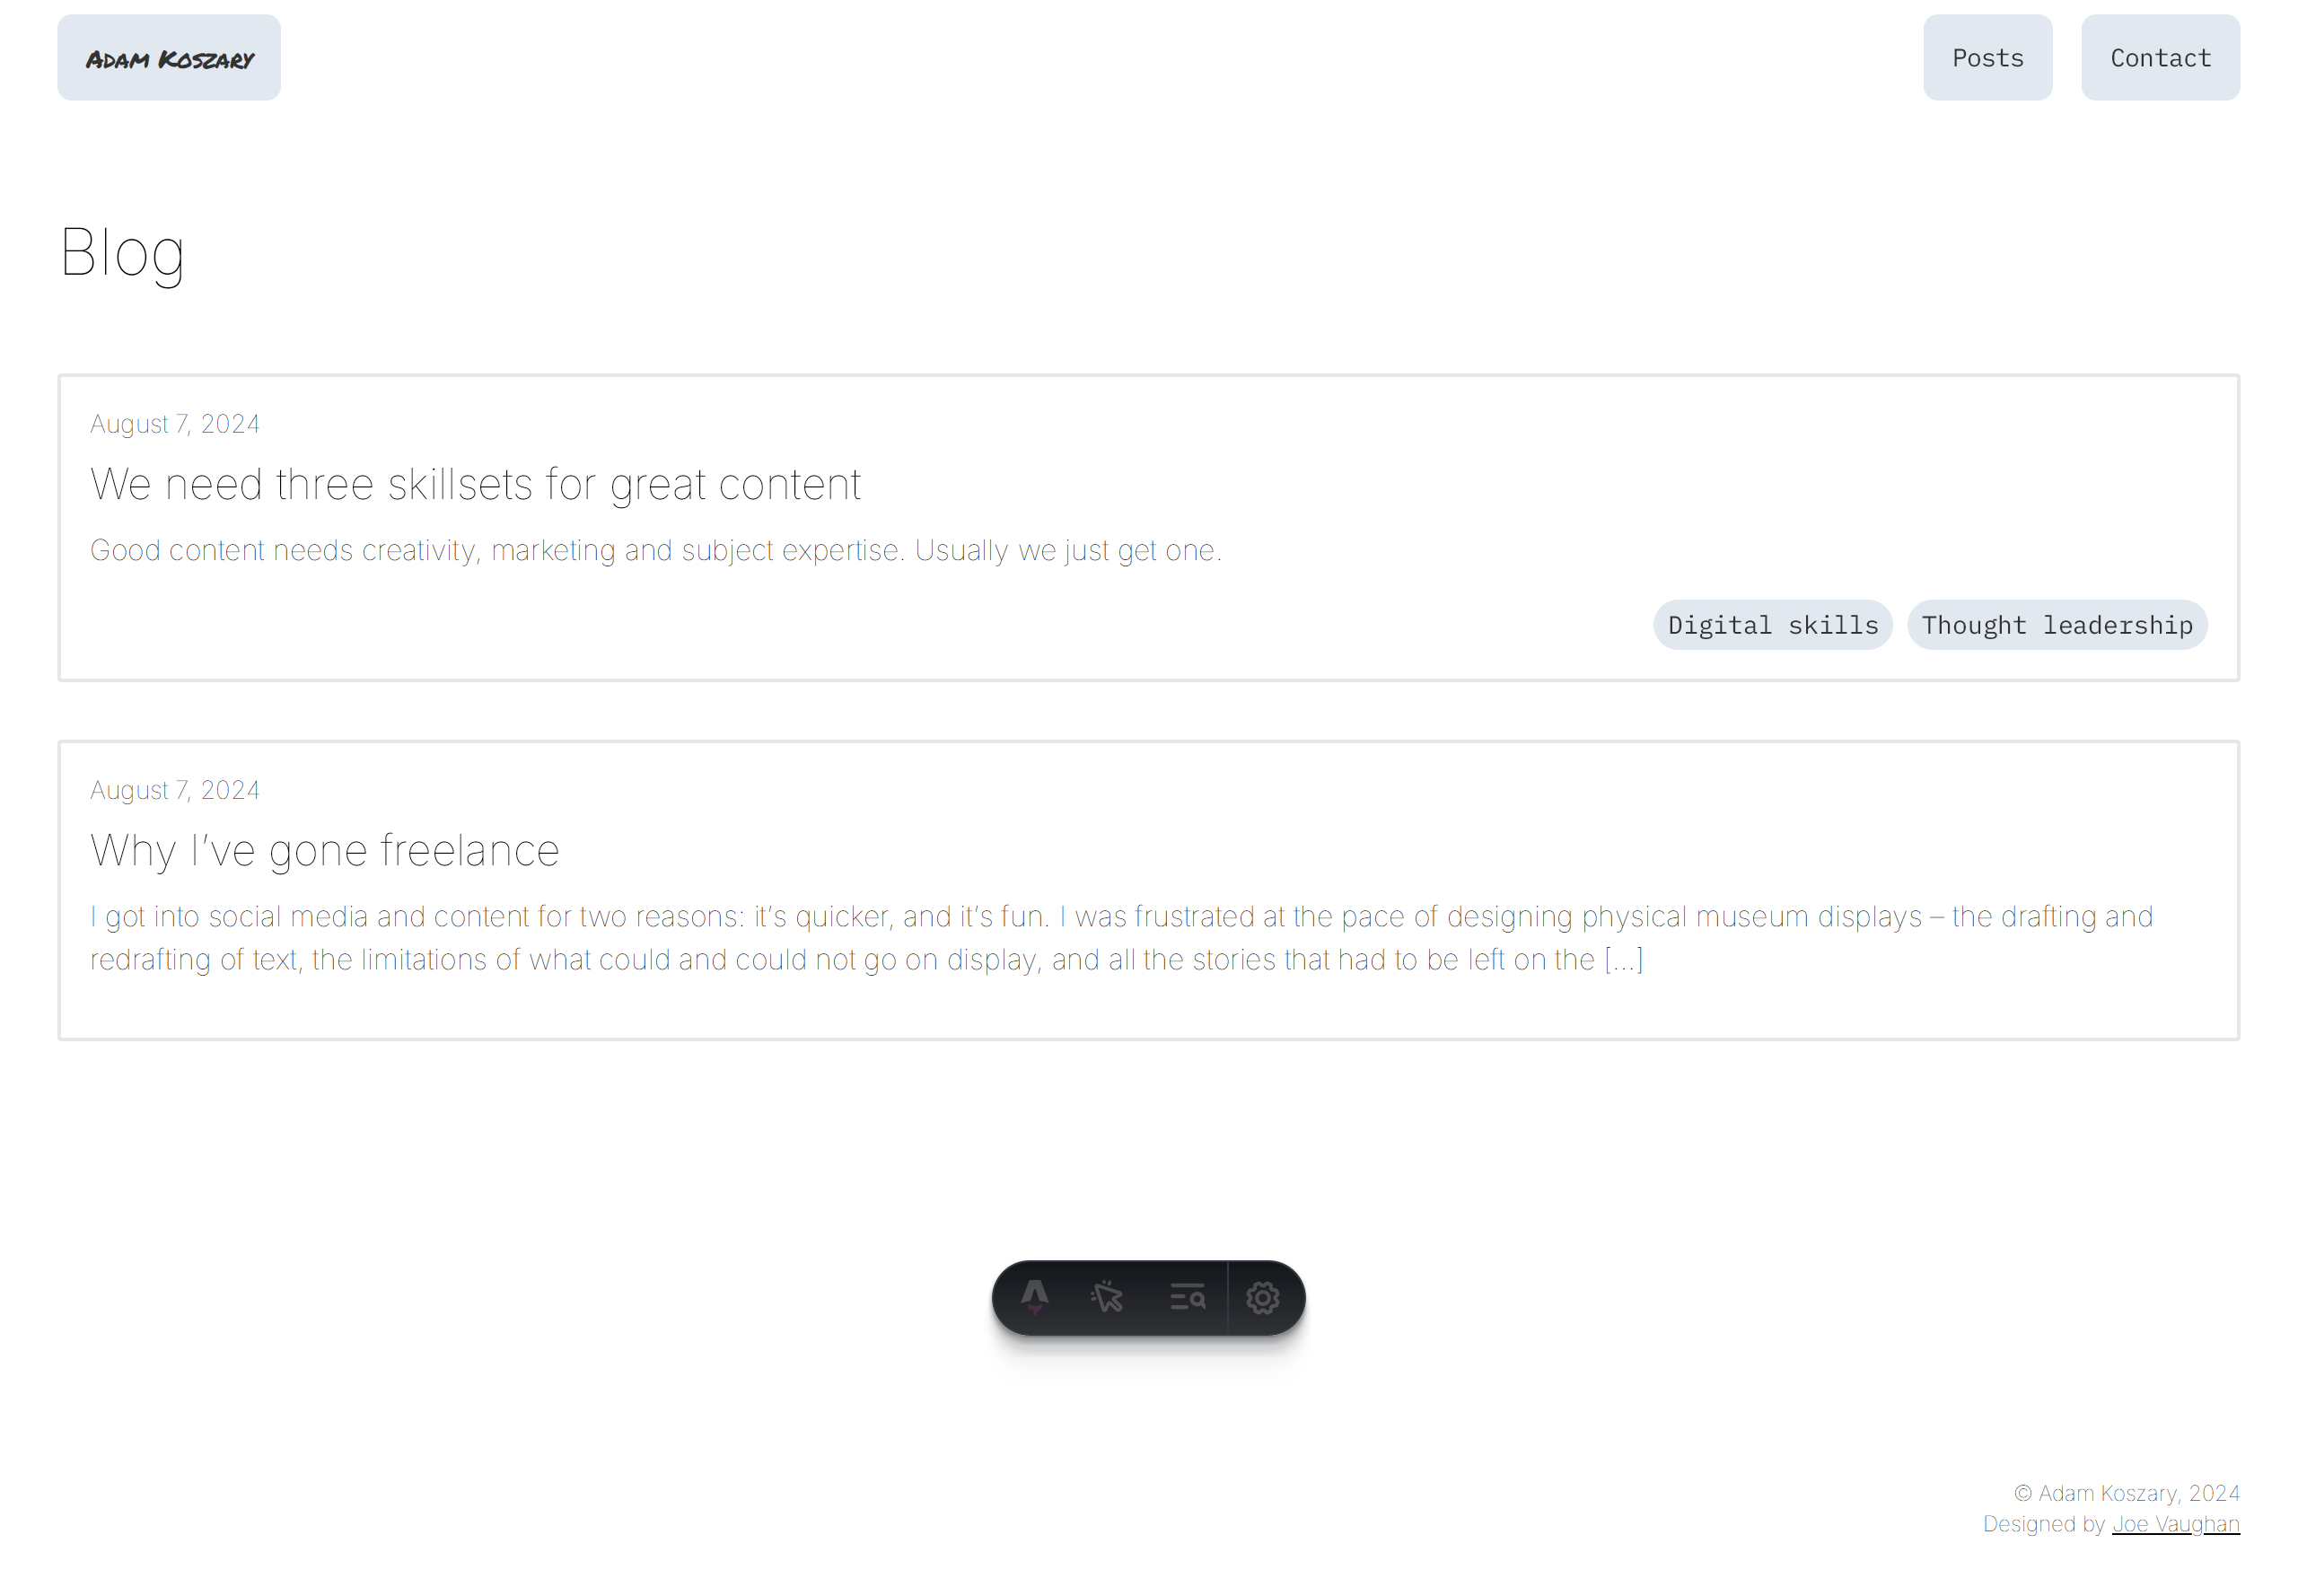 Adam Koszary
Posts
Contact
Blog
August 7, 2024
We need three skillsets for great content
Good content needs creativity, marketing and subject expertise. Usually we just get one.
Digital skills
Thought leadership
August 7, 2024
Why I’ve gone freelance
I got into social media and content for two reasons: it’s quicker, and it’s fun. I was frustrated at the pace of designing physical museum displays – the drafting and
redrafting of text, the limitations of what could and could not go on display, and all the stories that had to be left on the […]
© Adam Koszary, 2024
Designed by Joe Vaughan